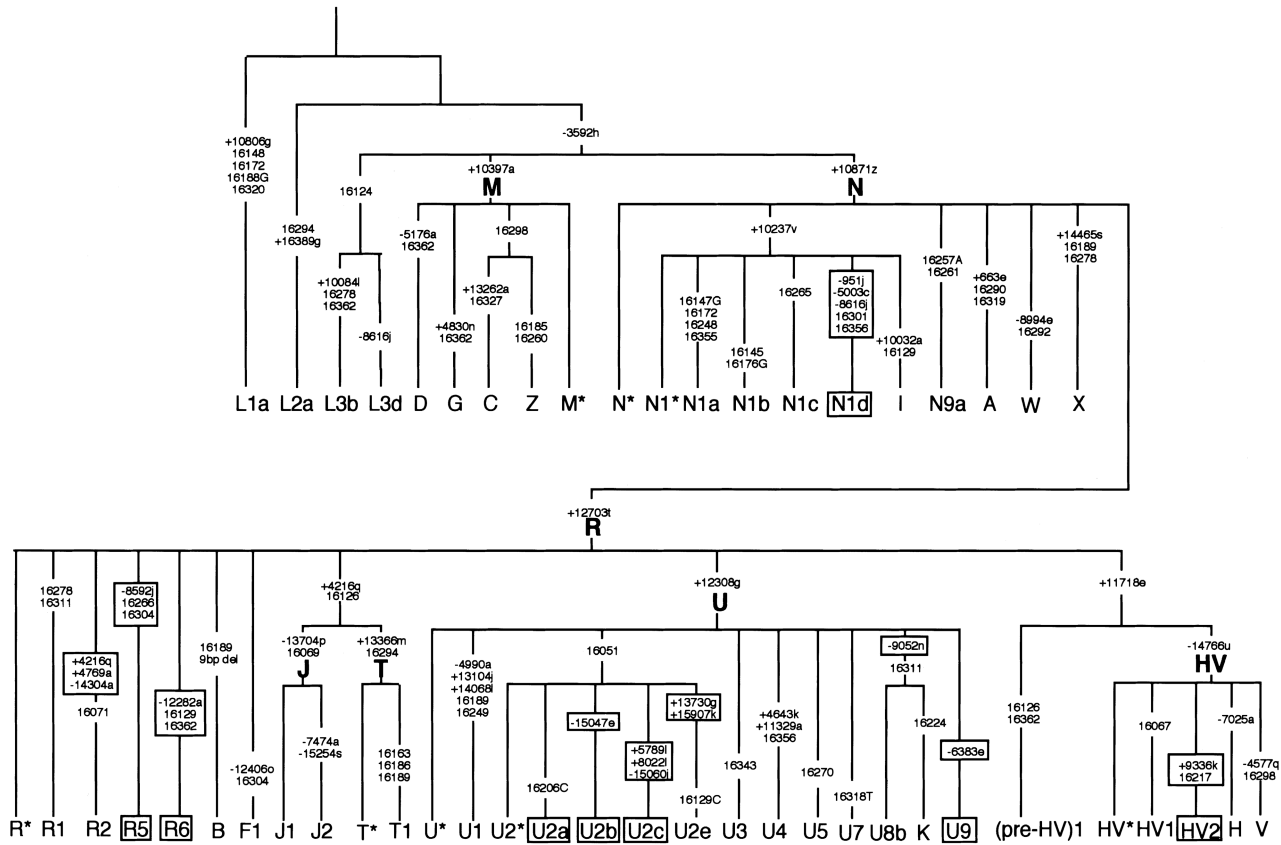 -3592h
+10806g
16148
16172
16188G
16320
16294
+16389g
16124
+10084l
16278
16362
-8616j
+10397a
M
-5176a
16362
+4830n
16362
16298
+13262a
16327
16185
16260
+10871z
N
+10237v
16147G
16172
16248
16355
16145
16176G
16265
-951j
-5003c
-8616j
16301
16356
+10032a
16129
16257A
16261
+663e
16290
16319
-8994e
16292
+14465s
16189
16278
L1a L2a L3b L3d D G C Z M* N* N1* N1a N1b N1c N1d I N9a A W X
+12703t
R
16278
16311
+4216q
+4769a
-14304a
16071
-8592j
16266
16304
-12282a
16129
16362
16189
9bp del
-12406o
16304
+4216q
16126
-13704p
16069
J
-7474a
-15254s
+13366m
16294
T
16163
16186
16189
+12308g
U
-4990a
+13104j
+14068l
16189
16249
16051
16206C
-15047e
+5789l
+8022l
-15060j
+13730g
+15907k
16129C
16343
+4643k
+11329a
16356
16270
16318T
-9052n
16311
16224
-6383e
+11718e
16126
16362
-14766u
HV
16067
+9336k
16217
-7025a
-4577q
16298
R* R1 R2 R5 R6 B F1 J1 J2 T* T1 U* U1 U2* U2a U2b U2c U2e U3 U4 U5 U7 U8b K U9 (pre-HV)1 HV* HV1 HV2 H V